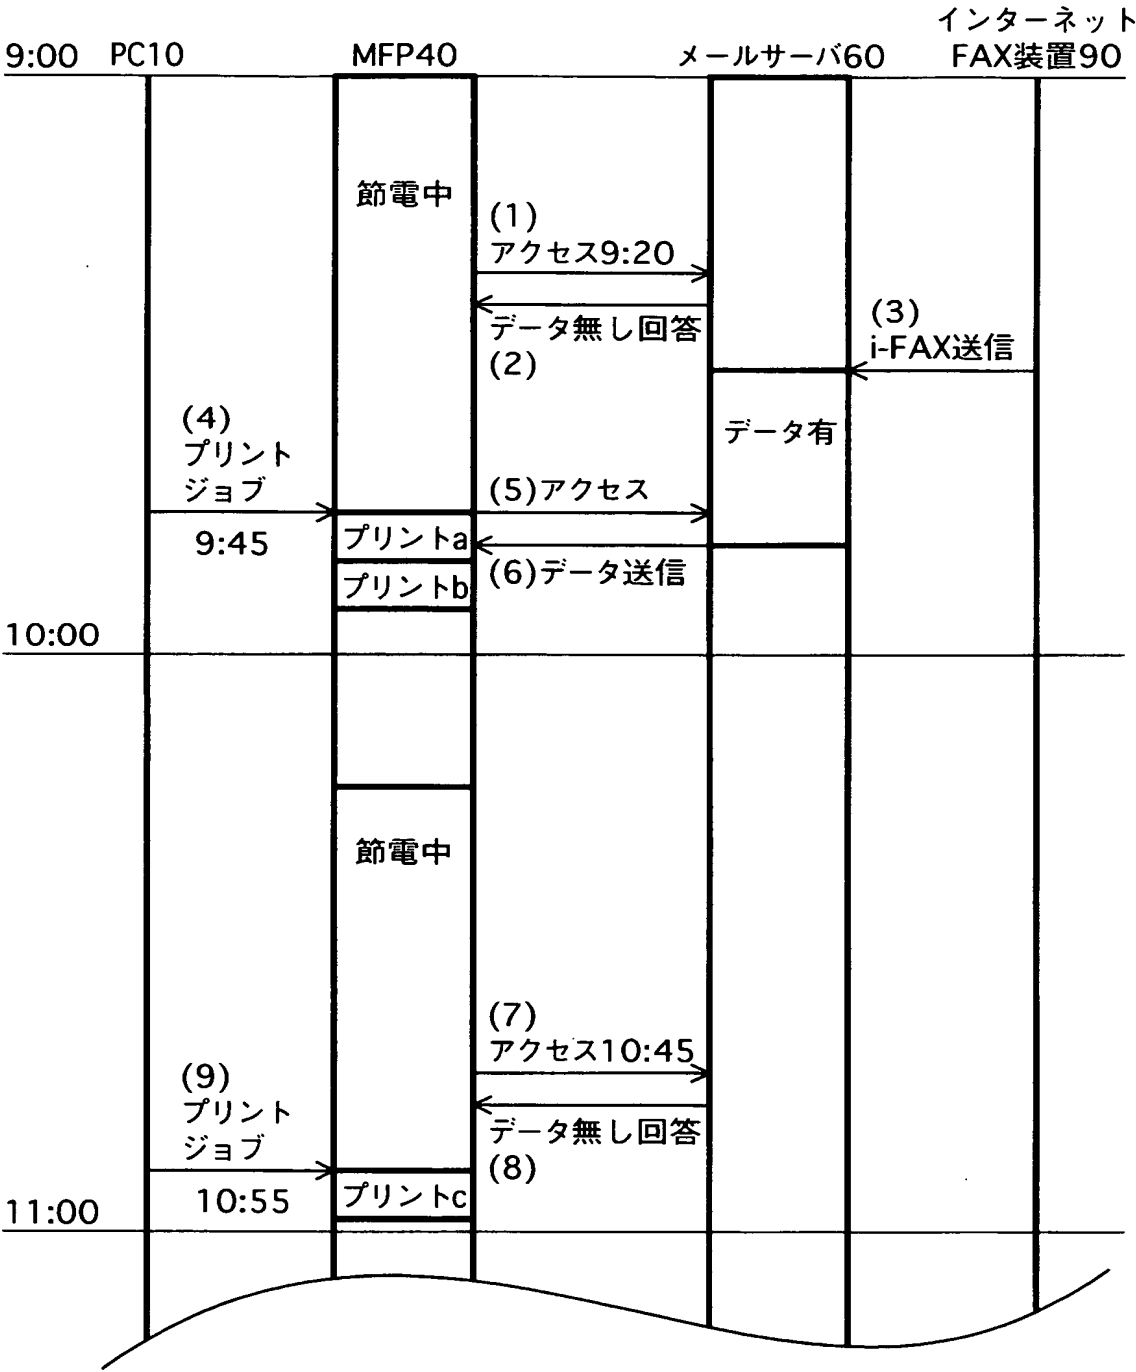 インターネット
9:00 PC10 MFP40 メールサーバ60 FAX装置90
節電中
(1)
アクセス9:20
データ無し回答
(2)
(3)
i-FAX送信
データ有
(4)
プリント
ジョブ
9:45
(5)アクセス
プリントa
(6)データ送信
プリントb
10:00
節電中
(7)
アクセス10:45
データ無し回答
(8)
(9)
プリント
ジョブ
10:55
プリントc
11:00